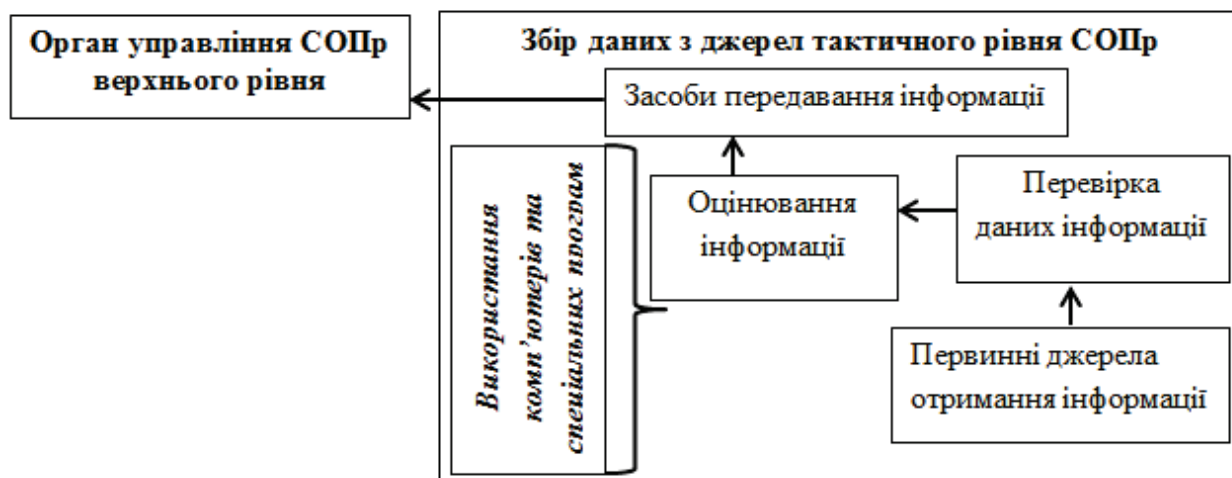 Орган управління СОПр
верхнього рівня
Збір даних з джерел тактичного рівня СОПр
Засоби передавання інформації
Використання
комп’ютерів та
спеціальних програм
Оцінювання
інформації
Перевірка
даних інформації
Первинні джерела
отримання інформації